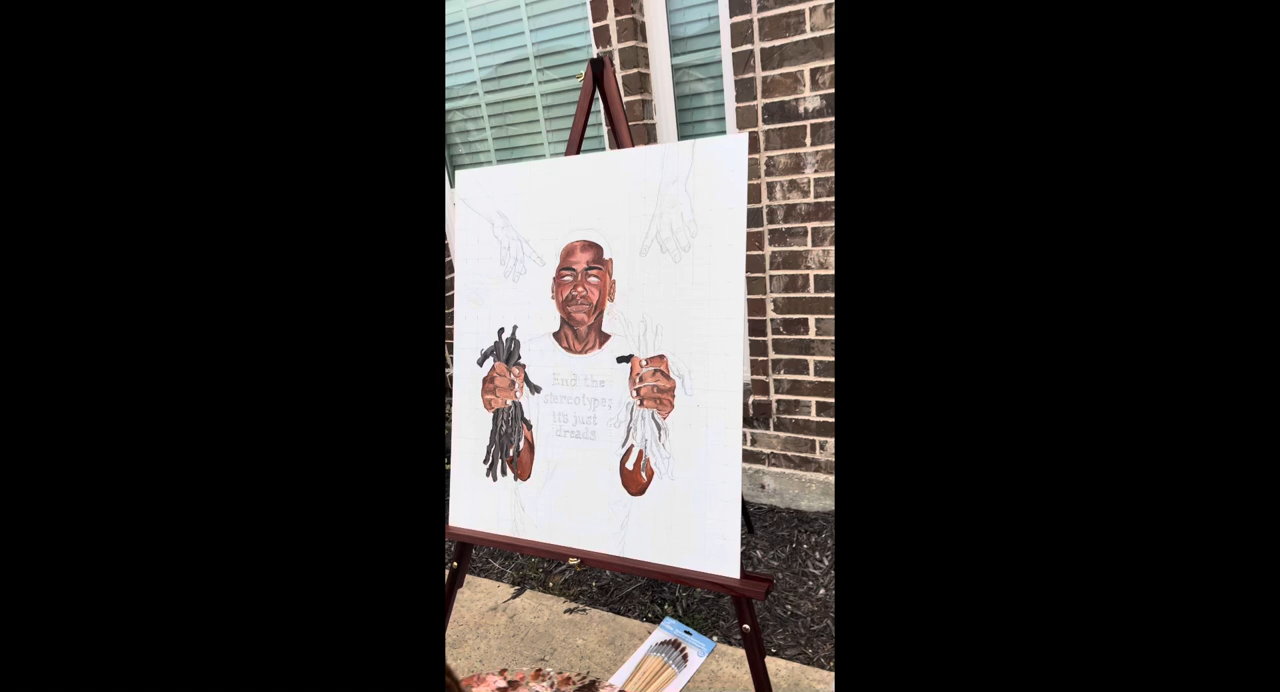 End the
stereotype;
it's just
dreads